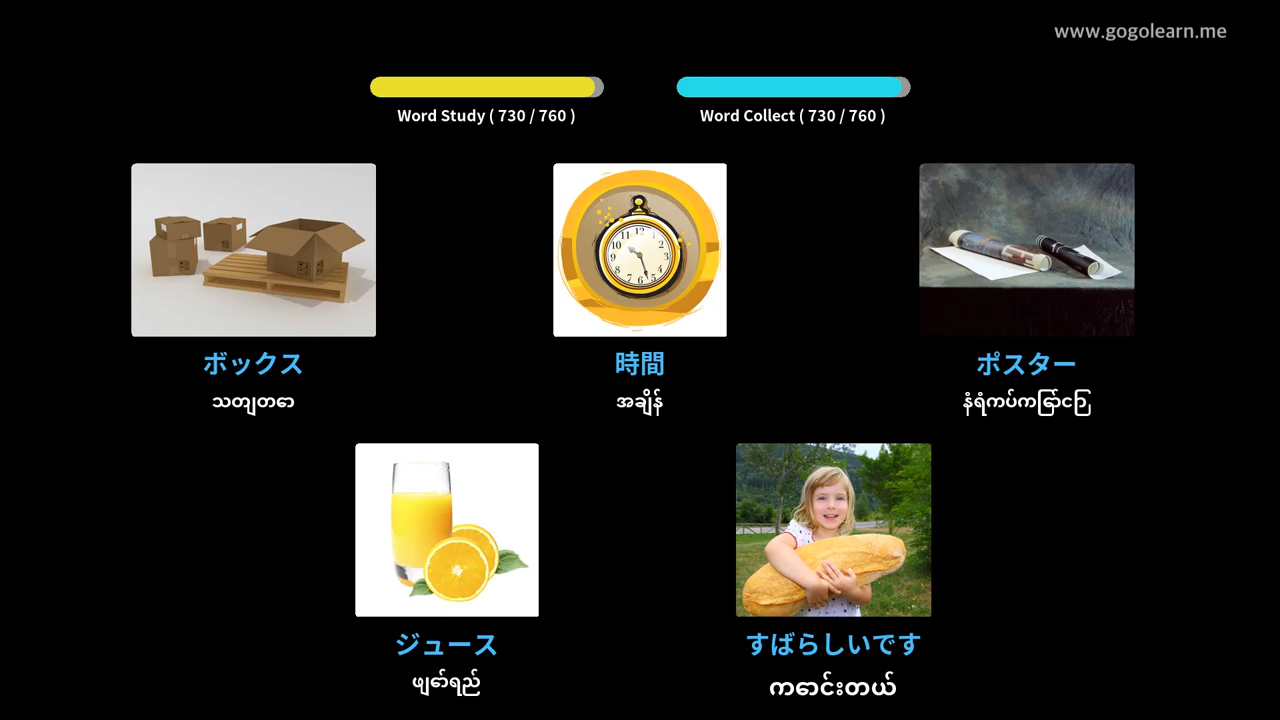 www.gogolearn.me
Word Study ( 730 / 760 )
Word Collect ( 730 / 760 )
ボックス
時間
ポスター
သတျတော
အချိန်
နံရံကပ်ကြော်ငြာ
ジュース
すばらしいです
ဖျော်ရည်
ကောင်းတယ်